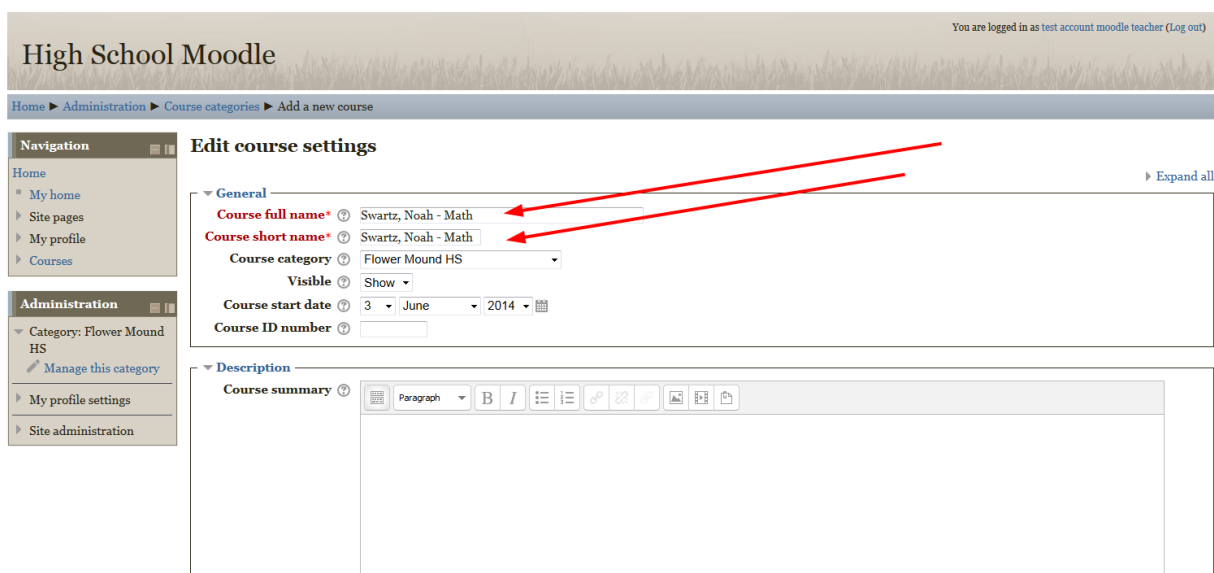 You are logged in as test account moodle teacher (Log out)
High School Moodle
Home ► Administration ► Course categories ► Add a new course
Navigation
Home
My home
Site pages
My profile
Courses
Administration
Category: Flower Mound
HS
Manage this category
My profile settings
Site administration
Edit course settings
Expand all
General
Course full name* Swartz, Noah - Math
Course short name* Swartz, Noah - Math
Course category Flower Mound HS
Visible Show
Course start date 3 June 2014
Course ID number
Description
Course summary Paragraph B I